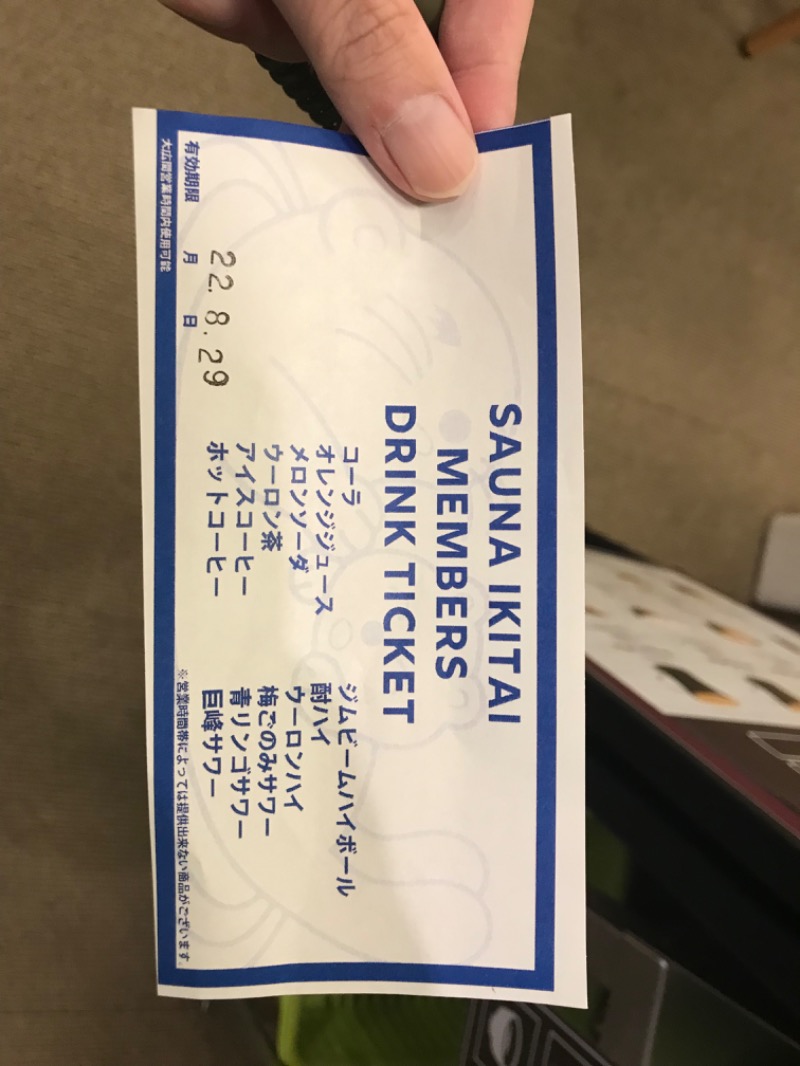 SAUNA IKITAI
MEMBERS
DRINK TICKET
コーラ
オレンジジュース
メロンソーダ
ウーロン茶
アイスコーヒー
ホットコーヒー
ジムビームハイボール
酎ハイ
ウーロンハイ
梅ごのみサワー
青リンゴサワー
巨峰サワー
22.8.29
有効期限 月 日
大広間営業時間内使用可能
※営業時間帯によっては提供出来ない商品がございます。